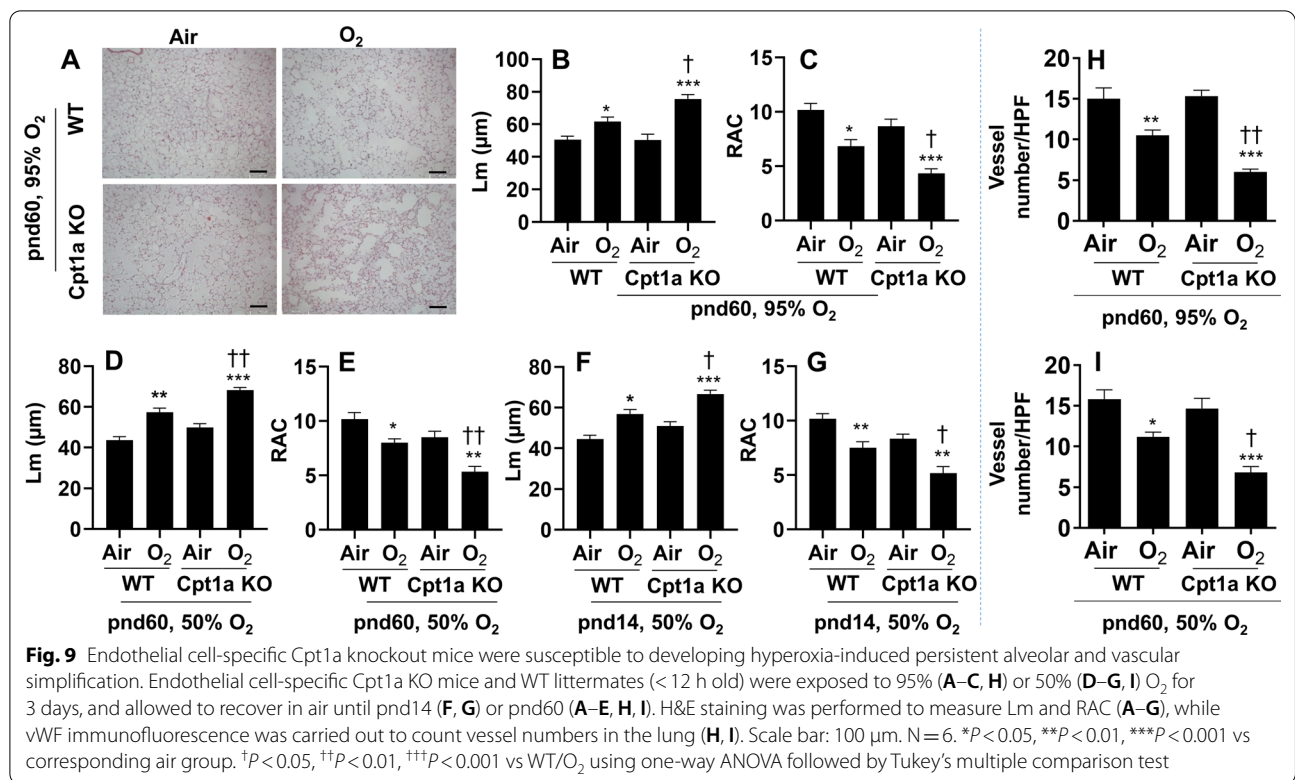 Air O₂
A
pnd60, 95% O₂
WT
Cpt1a KO
B
Lm (µm)
100
80
60
40
20
0
*
†
***
Air O₂ Air O₂
WT Cpt1a KO
C
RAC
15
10
5
0
*
†
***
Air O₂ Air O₂
WT Cpt1a KO
pnd60, 95% O₂
H
Vessel
number/HPF
20
15
10
5
0
**
††
***
Air O₂ Air O₂
WT Cpt1a KO
pnd60, 95% O₂
D
Lm (µm)
80
60
40
20
0
**
††
***
Air O₂ Air O₂
WT Cpt1a KO
pnd60, 50% O₂
E
RAC
15
10
5
0
*
††
**
Air O₂ Air O₂
WT Cpt1a KO
pnd60, 50% O₂
F
Lm (µm)
80
60
40
20
0
*
†
***
Air O₂ Air O₂
WT Cpt1a KO
pnd14, 50% O₂
G
RAC
15
10
5
0
**
†
**
Air O₂ Air O₂
WT Cpt1a KO
pnd14, 50% O₂
I
Vessel
number/HPF
20
15
10
5
0
*
†
***
Air O₂ Air O₂
WT Cpt1a KO
pnd60, 50% O₂
Fig. 9 Endothelial cell-specific Cpt1a knockout mice were susceptible to developing hyperoxia-induced persistent alveolar and vascular
simplification. Endothelial cell-specific Cpt1a KO mice and WT littermates (< 12 h old) were exposed to 95% (A–C, H) or 50% (D–G, I) O₂ for
3 days, and allowed to recover in air until pnd14 (F, G) or pnd60 (A–E, H, I). H&E staining was performed to measure Lm and RAC (A–G), while
vWF immunofluorescence was carried out to count vessel numbers in the lung (H, I). Scale bar: 100 µm. N = 6. *P < 0.05, **P < 0.01, ***P < 0.001 vs
corresponding air group. †P < 0.05, ††P < 0.01, †††P < 0.001 vs WT/O₂ using one-way ANOVA followed by Tukey's multiple comparison test